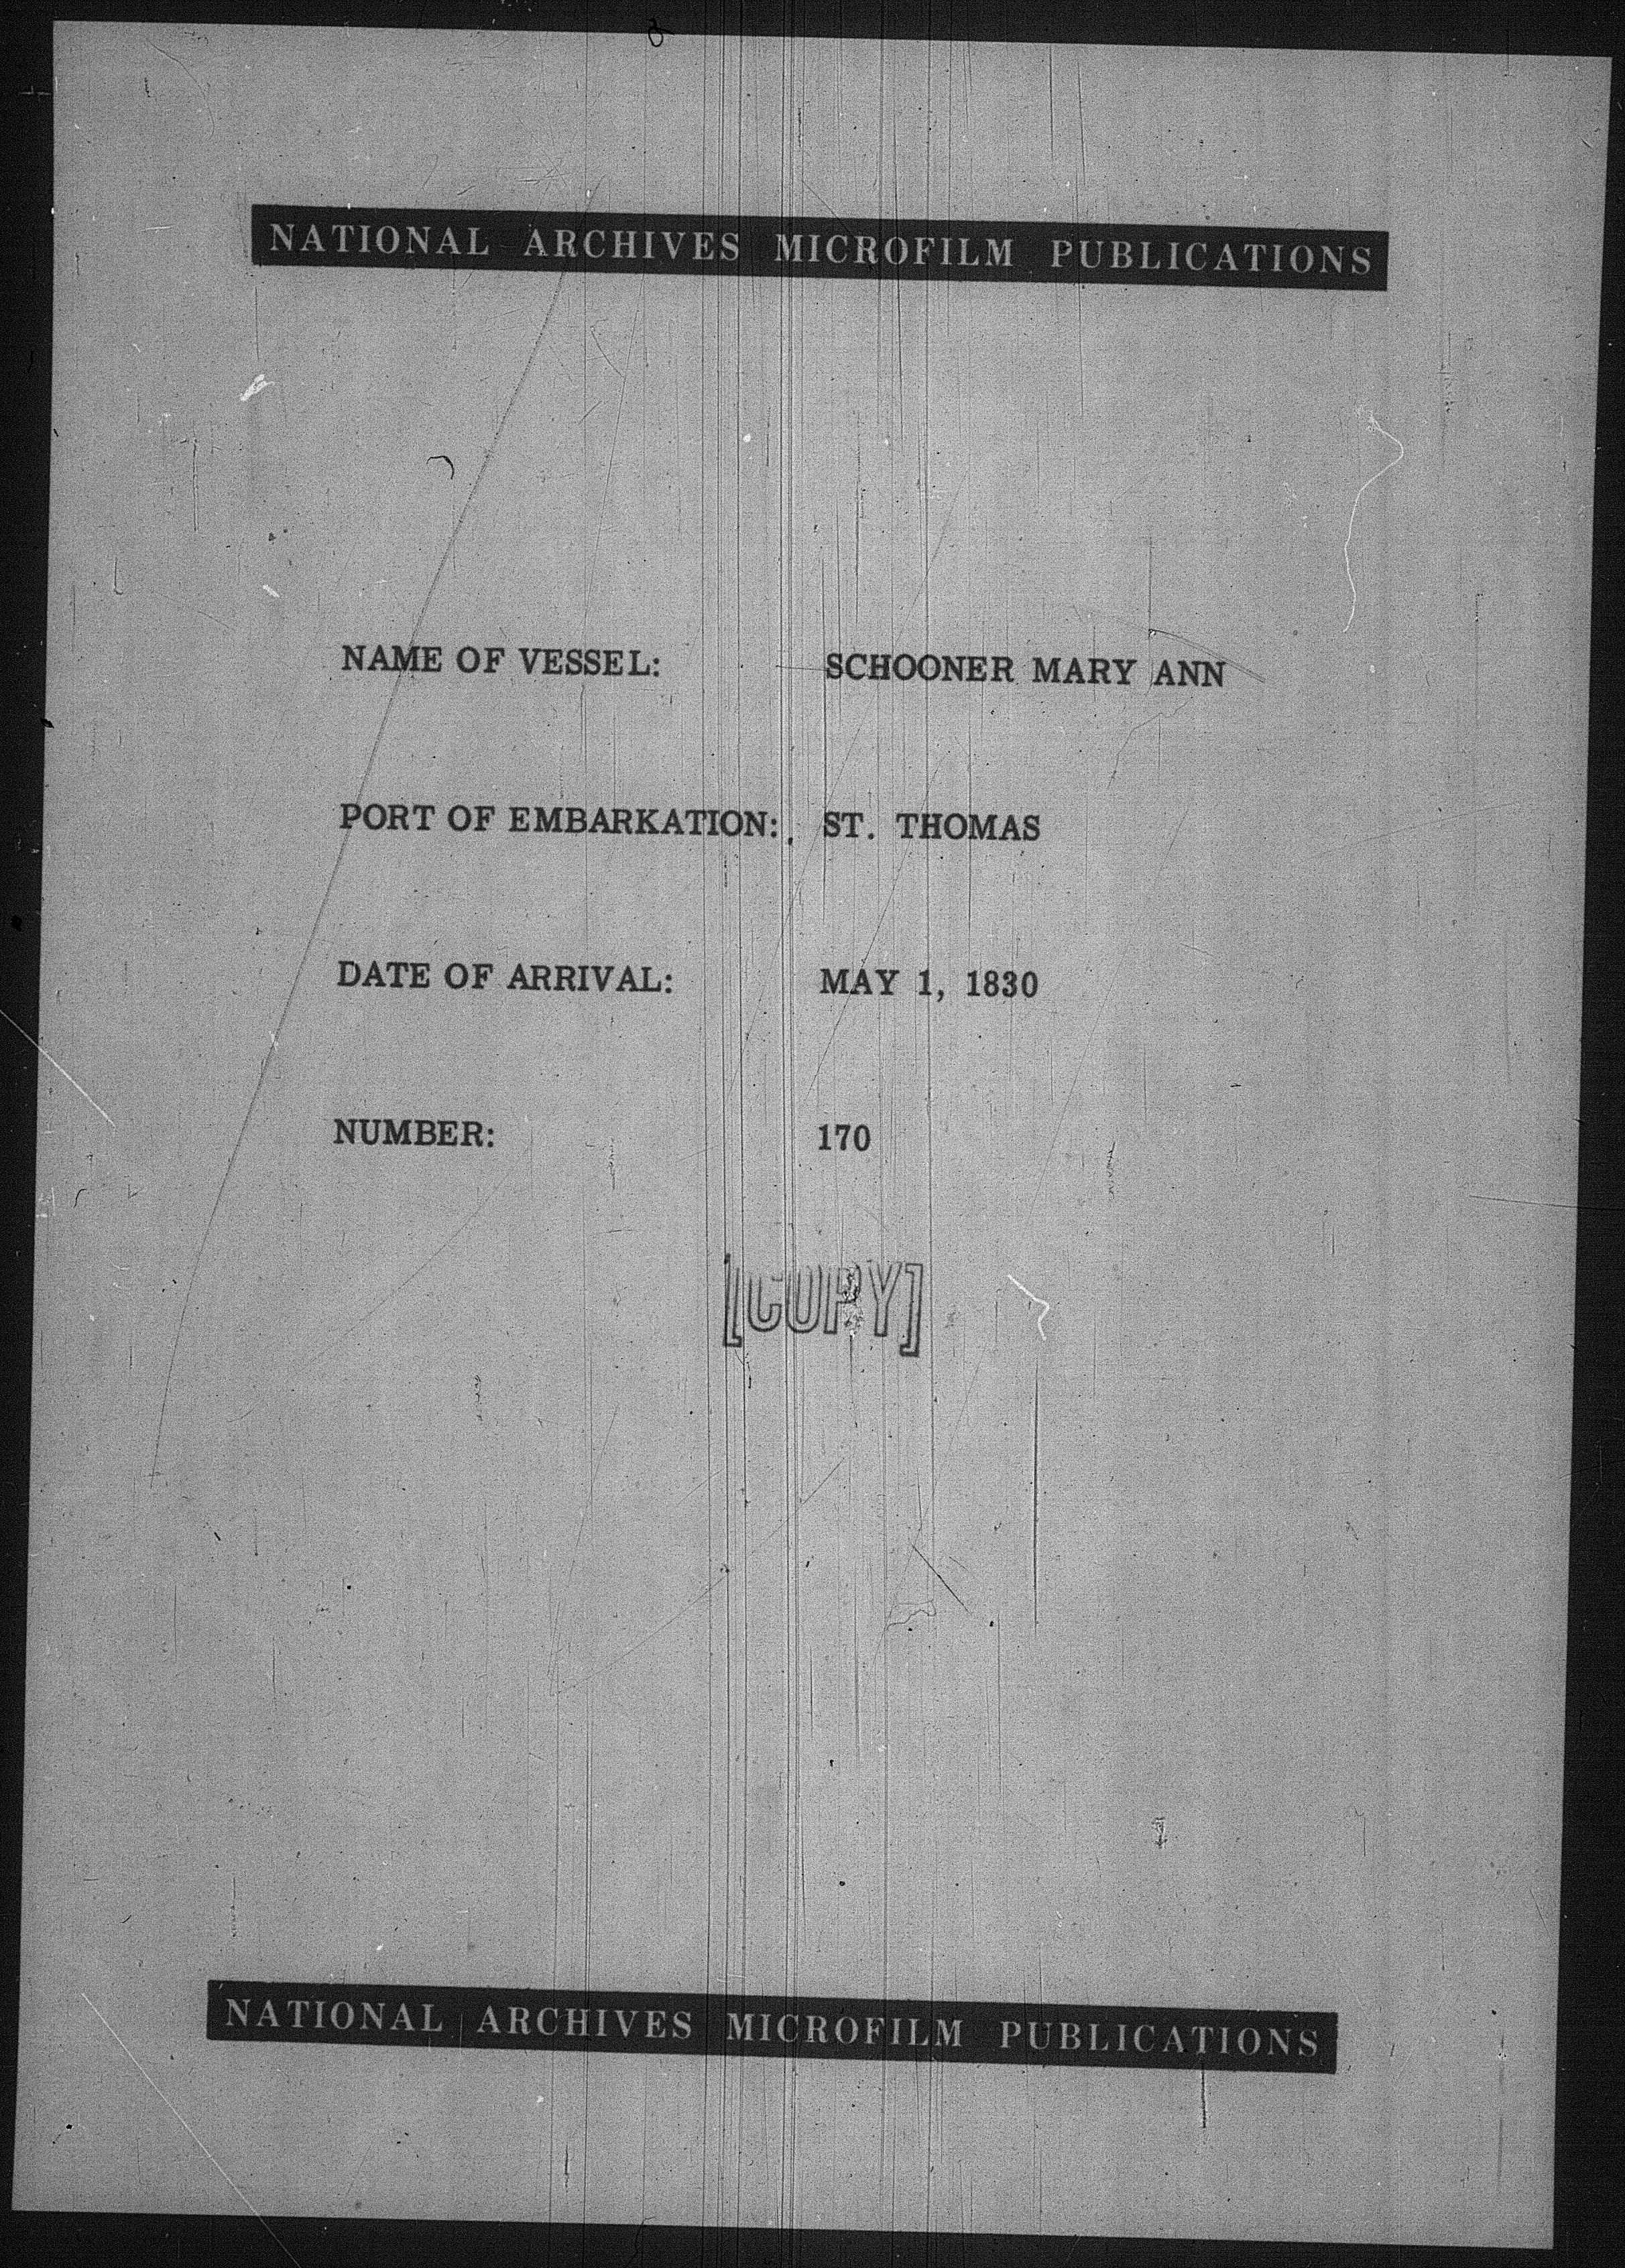 NATIONAL ARCHIVES MICROFILM PUBLICATIONS
NAME OF VESSEL: SCHOONER MARY ANN
PORT OF EMBARKATION: ST. THOMAS
DATE OF ARRIVAL: MAY 1, 1830
NUMBER: 170
[COPY]
NATIONAL ARCHIVES MICROFILM PUBLICATIONS